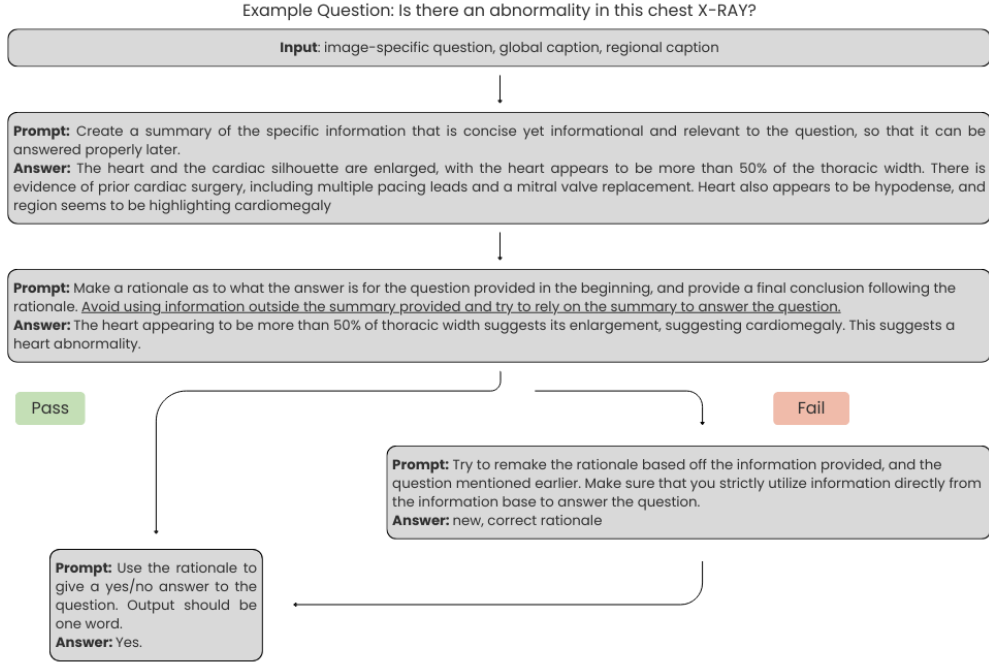 Example Question: Is there an abnormality in this chest X-RAY?
Input: image-specific question, global caption, regional caption
Prompt: Create a summary of the specific information that is concise yet informational and relevant to the question, so that it can be
answered properly later.
Answer: The heart and the cardiac silhouette are enlarged, with the heart appears to be more than 50% of the thoracic width. There is
evidence of prior cardiac surgery, including multiple pacing leads and a mitral valve replacement. Heart also appears to be hypodense, and
region seems to be highlighting cardiomegaly
Prompt: Make a rationale as to what the answer is for the question provided in the beginning, and provide a final conclusion following the
rationale. Avoid using information outside the summary provided and try to rely on the summary to answer the question.
Answer: The heart appearing to be more than 50% of thoracic width suggests its enlargement, suggesting cardiomegaly. This suggests a
heart abnormality.
Pass
Fail
Prompt: Try to remake the rationale based off the information provided, and the
question mentioned earlier. Make sure that you strictly utilize information directly from
the information base to answer the question.
Answer: new, correct rationale
Prompt: Use the rationale to
give a yes/no answer to the
question. Output should be
one word.
Answer: Yes.